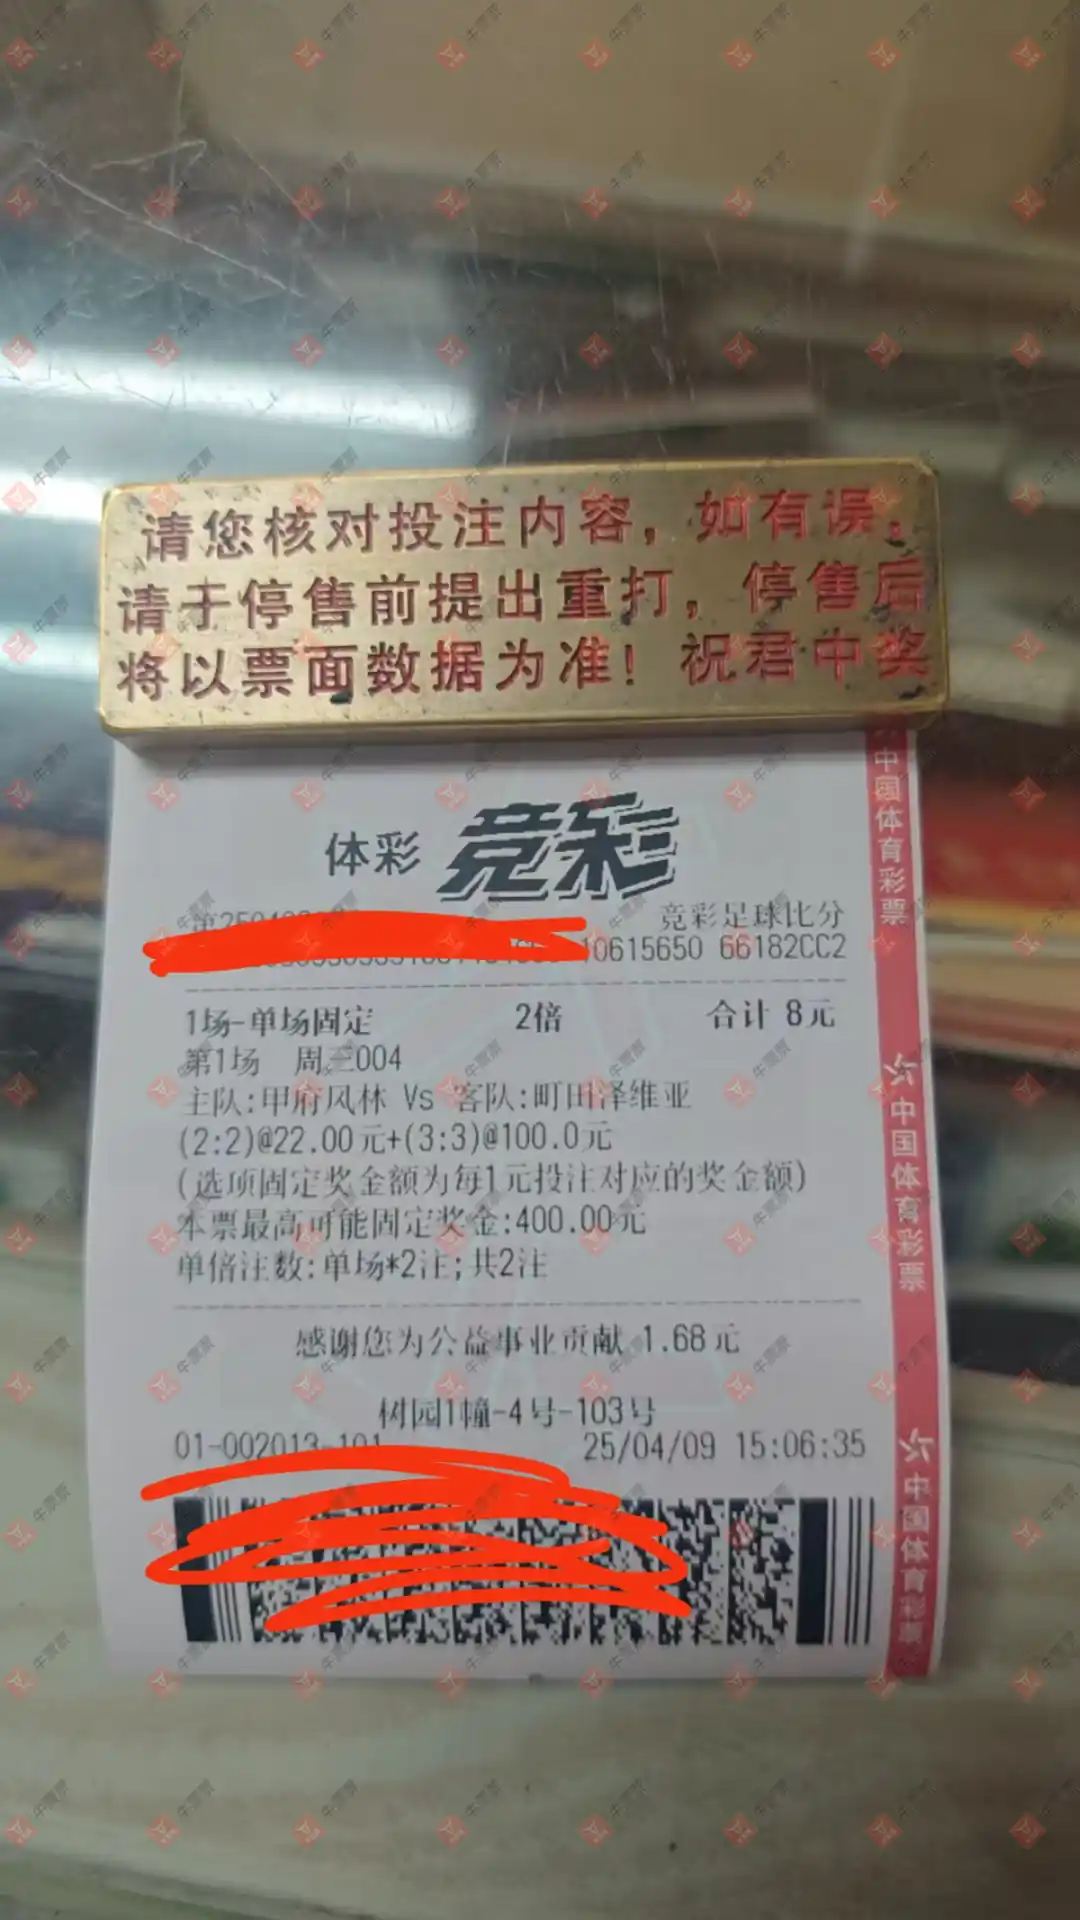 请您核对投注内容，如有误，
请于停售前提出重打，停售后
将以票面数据为准！祝君中奖
体彩 竞彩
竞彩足球比分
10615650 66182CC2
1场-单场固定 2倍 合计 8元
第1场 周三004
主队:甲府风林 Vs 客队:町田泽维亚
(2:2)@22.00元+(3:3)@100.0元
(选项固定奖金额为每1元投注对应的奖金额)
本票最高可能固定奖金:400.00元
单倍注数:单场*2注;共2注
感谢您为公益事业贡献 1.68元
树园1幢-4号-103号
01-002013-101 25/04/09 15:06:35
中国体育彩票
中国体育彩票
中国体育彩票
牛票票